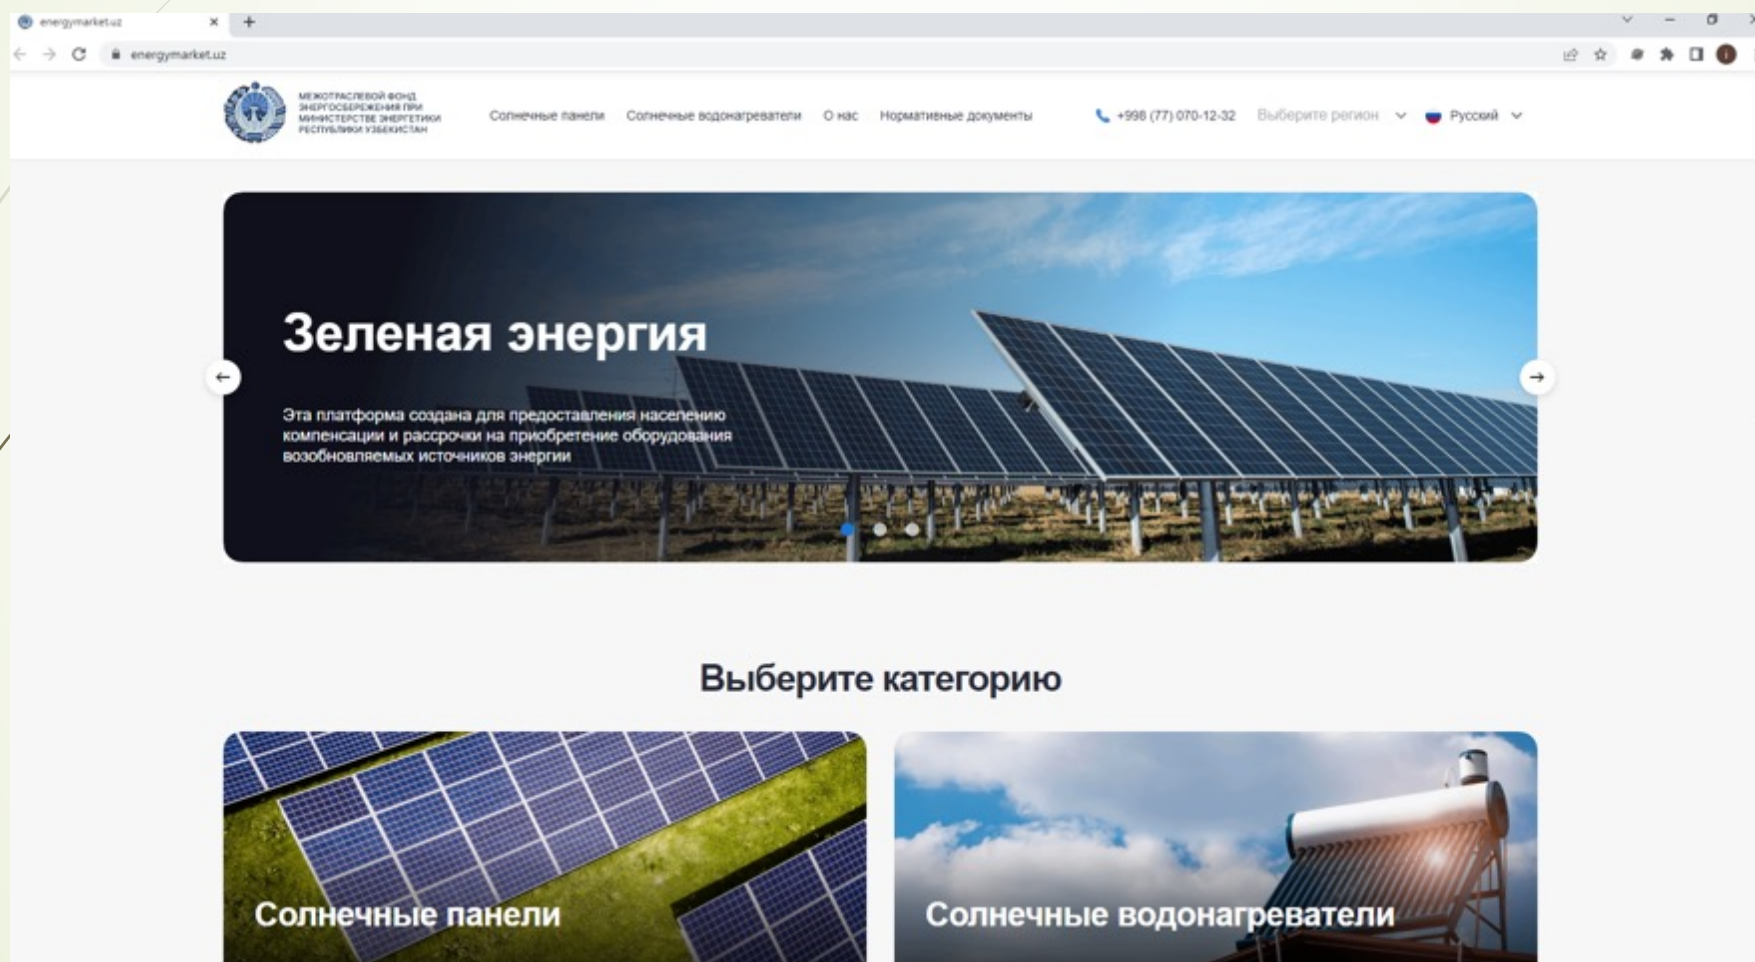 energymarket.uz
energymarket.uz
МЕЖОТРАСЛЕВОЙ ФОНД
ЭНЕРГОСБЕРЕЖЕНИЯ ПРИ
МИНИСТЕРСТВЕ ЭНЕРГЕТИКИ
РЕСПУБЛИКИ УЗБЕКИСТАН
Солнечные панели Солнечные водонагреватели О нас Нормативные документы +998 (77) 070-12-32 Выберите регион Русский
Зеленая энергия
Эта платформа создана для предоставления населению
компенсации и рассрочки на приобретение оборудования
возобновляемых источников энергии
Выберите категорию
Солнечные панели
Солнечные водонагреватели